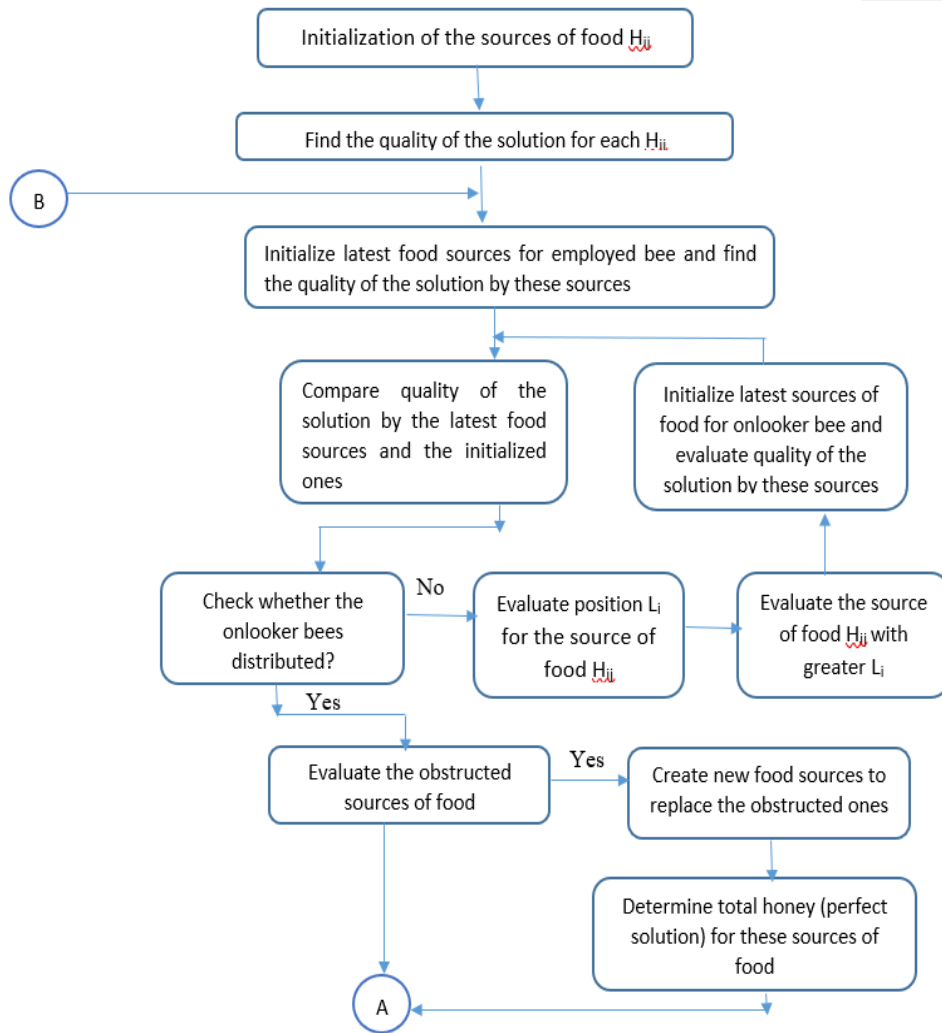 Initialization of the sources of food Hij
Find the quality of the solution for each Hij
B
Initialize latest food sources for employed bee and find
the quality of the solution by these sources
Compare quality of the
solution by the latest food
sources and the initialized
ones
Initialize latest sources of
food for onlooker bee and
evaluate quality of the
solution by these sources
Check whether the
onlooker bees
distributed?
No
Evaluate position Li
for the source of
food Hij
Evaluate the source
of food Hij with
greater Li
Yes
Evaluate the obstructed
sources of food
Yes
Create new food sources to
replace the obstructed ones
Determine total honey (perfect
solution) for these sources of
food
A